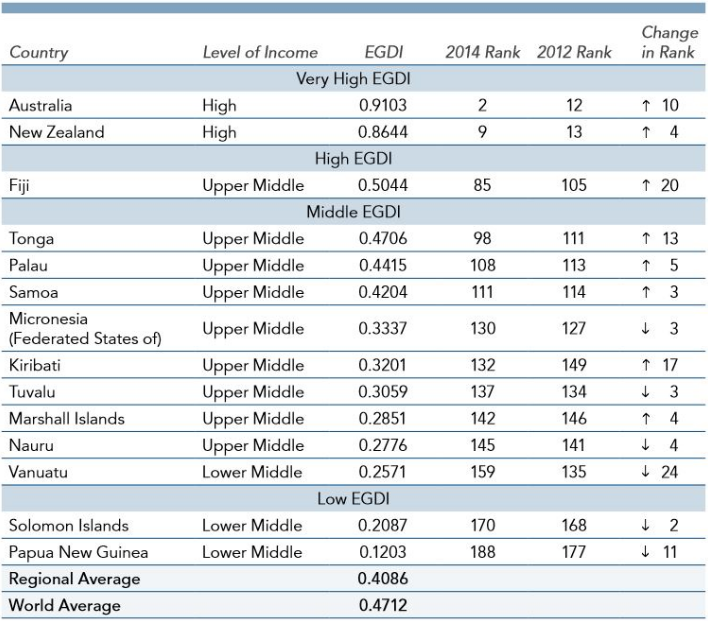 Country Level of Income EGDI 2014 Rank 2012 Rank Change in Rank
Very High EGDI
Australia High 0.9103 2 12 ↑ 10
New Zealand High 0.8644 9 13 ↑ 4
High EGDI
Fiji Upper Middle 0.5044 85 105 ↑ 20
Middle EGDI
Tonga Upper Middle 0.4706 98 111 ↑ 13
Palau Upper Middle 0.4415 108 113 ↑ 5
Samoa Upper Middle 0.4204 111 114 ↑ 3
Micronesia
(Federated States of) Upper Middle 0.3337 130 127 ↓ 3
Kiribati Upper Middle 0.3201 132 149 ↑ 17
Tuvalu Upper Middle 0.3059 137 134 ↓ 3
Marshall Islands Upper Middle 0.2851 142 146 ↑ 4
Nauru Upper Middle 0.2776 145 141 ↓ 4
Vanuatu Lower Middle 0.2571 159 135 ↓ 24
Low EGDI
Solomon Islands Lower Middle 0.2087 170 168 ↓ 2
Papua New Guinea Lower Middle 0.1203 188 177 ↓ 11
Regional Average 0.4086
World Average 0.4712